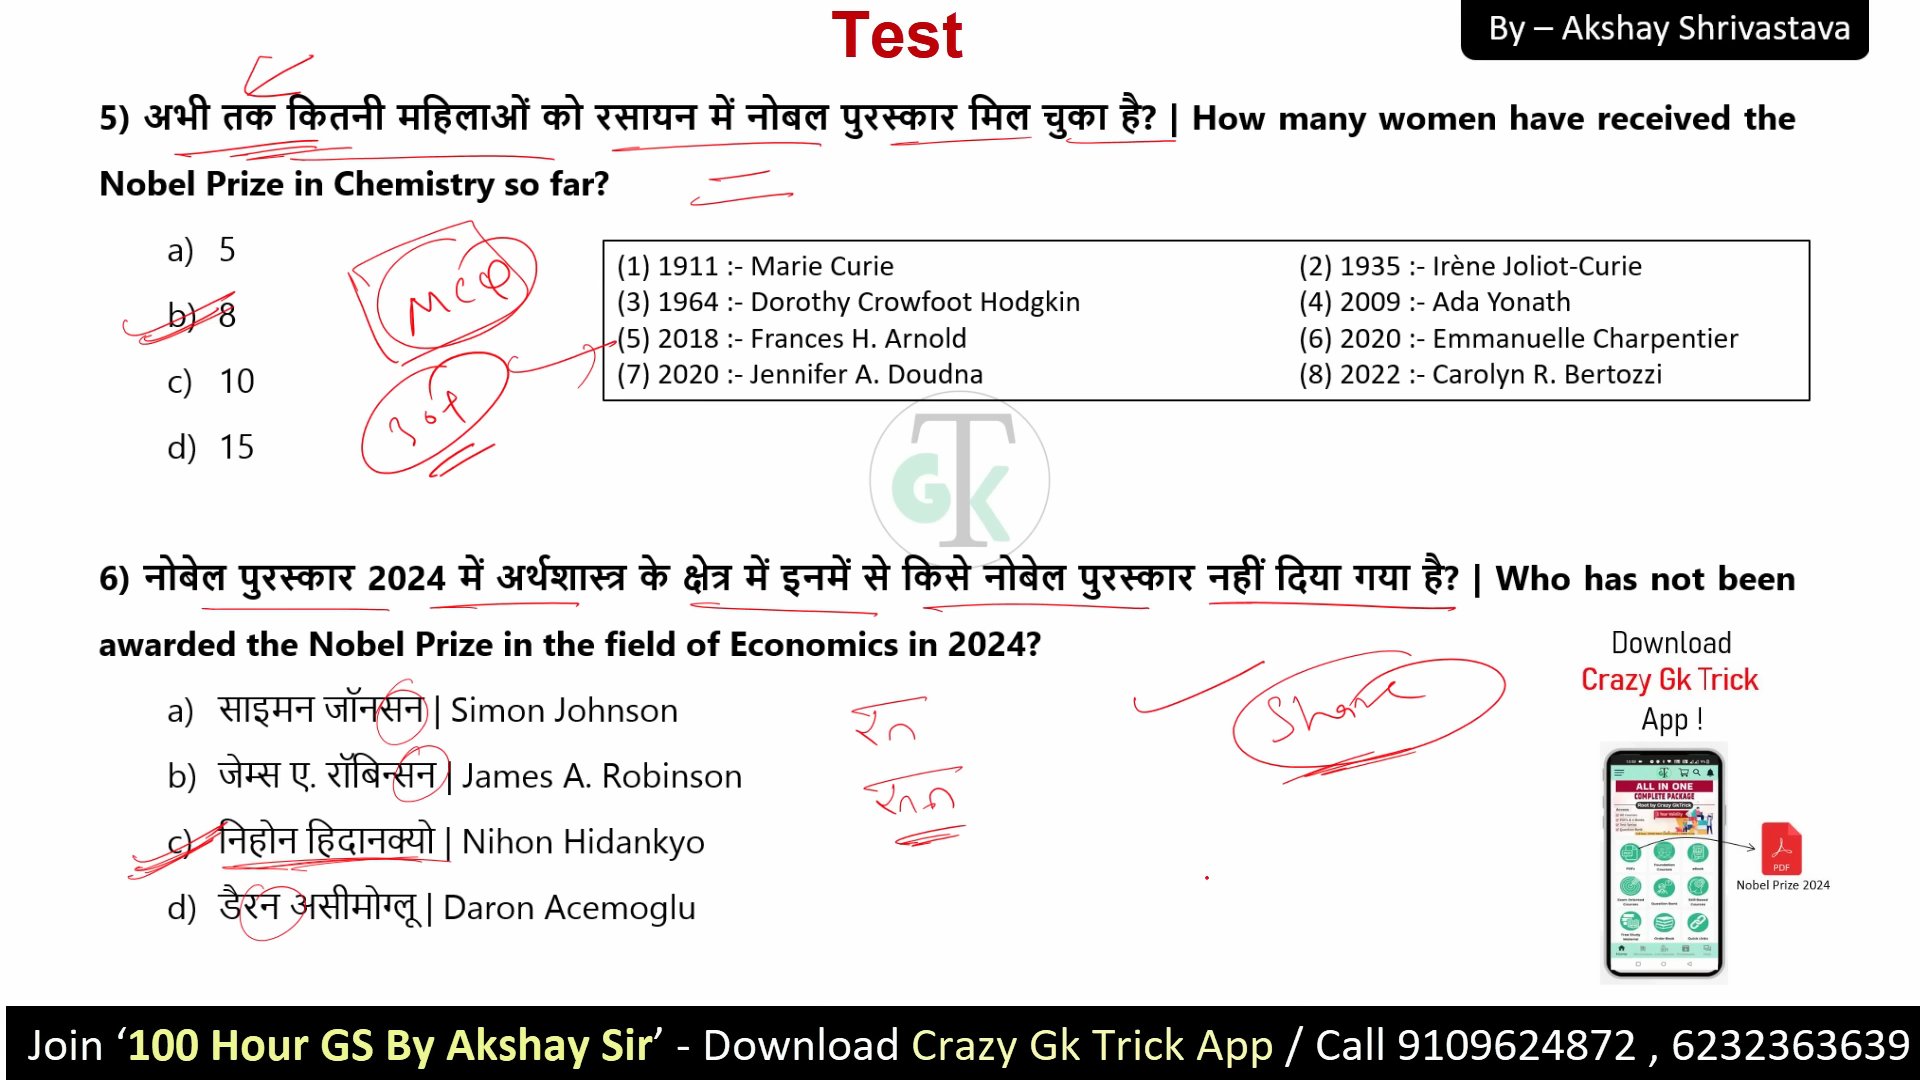 Test
By – Akshay Shrivastava
5) अभी तक कितनी महिलाओं को रसायन में नोबल पुरस्कार मिल चुका है? | How many women have received the
Nobel Prize in Chemistry so far?
a) 5
b) 8
c) 10
d) 15
MCQ
(1) 1911 :- Marie Curie
(2) 1935 :- Irène Joliot-Curie
(3) 1964 :- Dorothy Crowfoot Hodgkin
(4) 2009 :- Ada Yonath
(5) 2018 :- Frances H. Arnold
(6) 2020 :- Emmanuelle Charpentier
(7) 2020 :- Jennifer A. Doudna
(8) 2022 :- Carolyn R. Bertozzi
GTK
6) नोबेल पुरस्कार 2024 में अर्थशास्त्र के क्षेत्र में इनमें से किसे नोबेल पुरस्कार नहीं दिया गया है? | Who has not been
awarded the Nobel Prize in the field of Economics in 2024?
a) साइमन जॉनसन | Simon Johnson
b) जेम्स ए. रॉबिन्सन | James A. Robinson
c) निहोन हिदानक्यो | Nihon Hidankyo
d) डैरन असीमोग्लू | Daron Acemoglu
Share
Download
Crazy Gk Trick
App !
ALL IN ONE
COMPLETE PACKAGE
PDF
Nobel Prize 2024
Join ‘100 Hour GS By Akshay Sir’ - Download Crazy Gk Trick App / Call 9109624872 , 6232363639